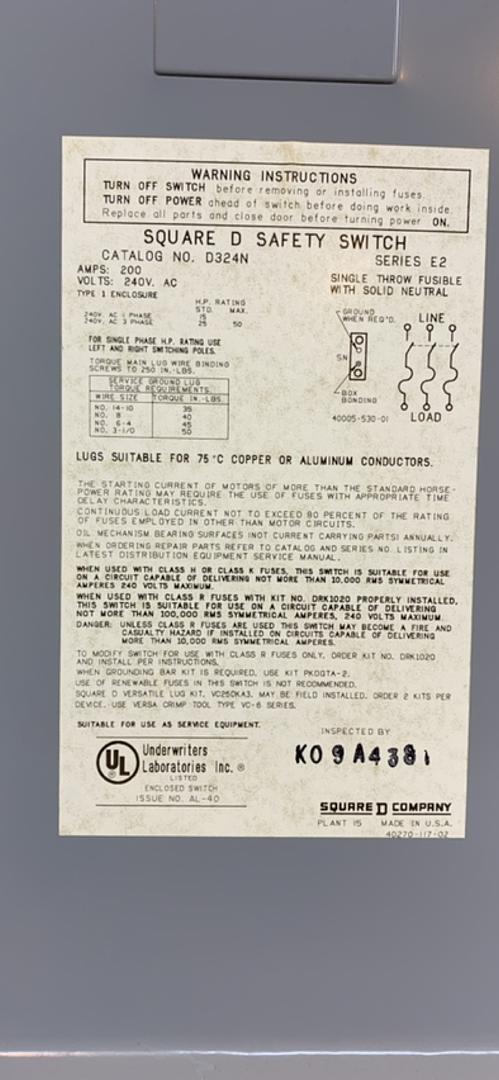 WARNING INSTRUCTIONS
TURN OFF SWITCH before removing or installing fuses.
TURN OFF POWER ahead of switch before doing work inside.
Replace all parts and close door before turning power ON.
SQUARE D SAFETY SWITCH
CATALOG NO. D324N SERIES E2
AMPS: 200
VOLTS: 240V. AC
TYPE 1 ENCLOSURE
SINGLE THROW FUSIBLE
WITH SOLID NEUTRAL
H.P. RATING
STD. MAX.
240V. AC 1 PHASE 15
240V. AC 3 PHASE 25 50
FOR SINGLE PHASE H.P. RATING USE
LEFT AND RIGHT SWITCHING POLES.
TORQUE MAIN LUG WIRE BINDING
SCREWS TO 250 IN.-LBS.
SERVICE GROUND LUG
TORQUE REQUIREMENTS
WIRE SIZE TORQUE IN.-LBS.
NO. 14-10 35
NO. 8 40
NO. 6-4 45
NO. 3-1/0 50
GROUND
WHEN REQ'D.
LINE
SN
BOX
BONDING
40005-530-01
LOAD
LUGS SUITABLE FOR 75°C COPPER OR ALUMINUM CONDUCTORS.
THE STARTING CURRENT OF MOTORS OF MORE THAN THE STANDARD HORSE-
POWER RATING MAY REQUIRE THE USE OF FUSES WITH APPROPRIATE TIME
DELAY CHARACTERISTICS.
CONTINUOUS LOAD CURRENT NOT TO EXCEED 80 PERCENT OF THE RATING
OF FUSES EMPLOYED IN OTHER THAN MOTOR CIRCUITS.
OIL MECHANISM BEARING SURFACES (NOT CURRENT CARRYING PARTS) ANNUALLY.
WHEN ORDERING REPAIR PARTS REFER TO CATALOG AND SERIES NO. LISTING IN
LATEST DISTRIBUTION EQUIPMENT SERVICE MANUAL.
WHEN USED WITH CLASS H OR CLASS K FUSES, THIS SWITCH IS SUITABLE FOR USE
ON A CIRCUIT CAPABLE OF DELIVERING NOT MORE THAN 10,000 RMS SYMMETRICAL
AMPERES 240 VOLTS MAXIMUM.
WHEN USED WITH CLASS R FUSES WITH KIT NO. DRK1020 PROPERLY INSTALLED,
THIS SWITCH IS SUITABLE FOR USE ON A CIRCUIT CAPABLE OF DELIVERING
NOT MORE THAN 100,000 RMS SYMMETRICAL AMPERES, 240 VOLTS MAXIMUM.
DANGER: UNLESS CLASS R FUSES ARE USED THIS SWITCH MAY BECOME A FIRE AND
CASUALTY HAZARD IF INSTALLED ON CIRCUITS CAPABLE OF DELIVERING
MORE THAN 10,000 RMS SYMMETRICAL AMPERES.
TO MODIFY SWITCH FOR USE WITH CLASS R FUSES ONLY, ORDER KIT NO. DRK1020
AND INSTALL PER INSTRUCTIONS.
WHEN GROUNDING BAR KIT IS REQUIRED, USE KIT PK0GTA-2.
USE OF RENEWABLE FUSES IN THIS SWITCH IS NOT RECOMMENDED.
SQUARE D VERSATILE LUG KIT, VC250KA3, MAY BE FIELD INSTALLED. ORDER 2 KITS PER
DEVICE. USE VERSA CRIMP TOOL TYPE VC-6 SERIES.
SUITABLE FOR USE AS SERVICE EQUIPMENT.
UL Underwriters
Laboratories Inc.®
LISTED
ENCLOSED SWITCH
ISSUE NO. AL-40
INSPECTED BY
K09A4381
SQUARE D COMPANY
PLANT 15 MADE IN U.S.A.
40270-117-02